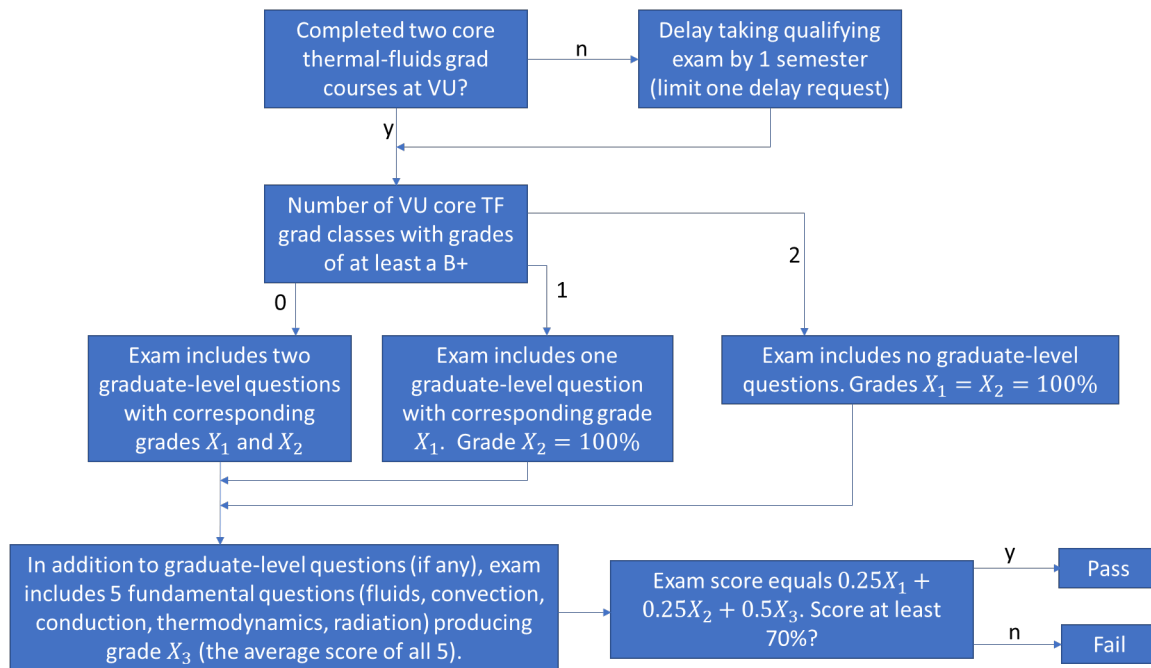 Completed two core
thermal-fluids grad
courses at VU?
n
Delay taking qualifying
exam by 1 semester
(limit one delay request)
y
Number of VU core TF
grad classes with grades
of at least a B+
0
1
2
Exam includes two
graduate-level questions
with corresponding
grades X₁ and X₂
Exam includes one
graduate-level question
with corresponding grade
X₁. Grade X₂ = 100%
Exam includes no graduate-level
questions. Grades X₁ = X₂ = 100%
In addition to graduate-level questions (if any), exam
includes 5 fundamental questions (fluids, convection,
conduction, thermodynamics, radiation) producing
grade X₃ (the average score of all 5).
Exam score equals 0.25X₁ +
0.25X₂ + 0.5X₃. Score at least
70%?
y
Pass
n
Fail